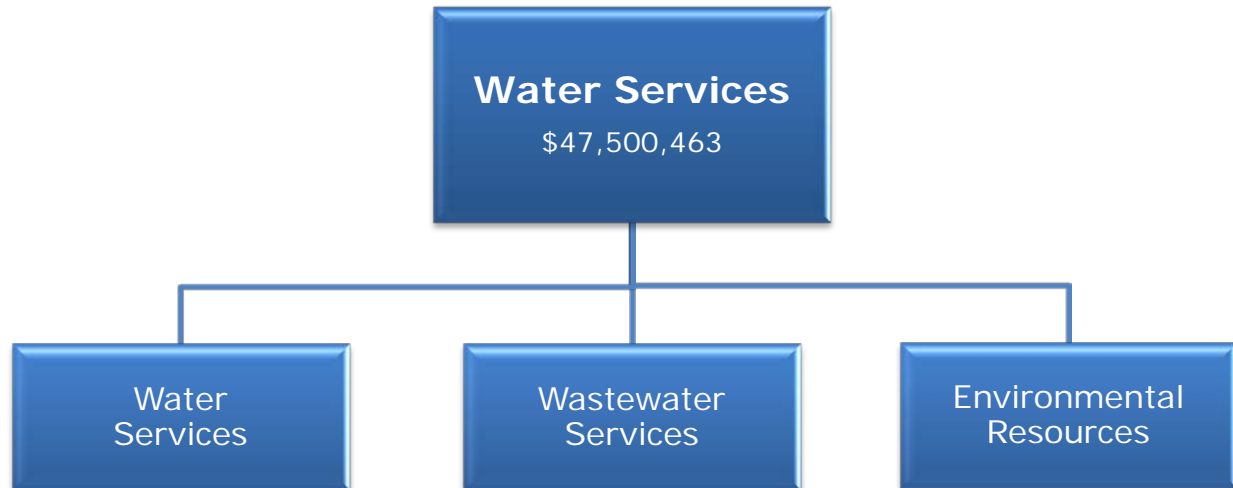 Water Services
$47,500,463
Water
Services
Wastewater
Services
Environmental
Resources